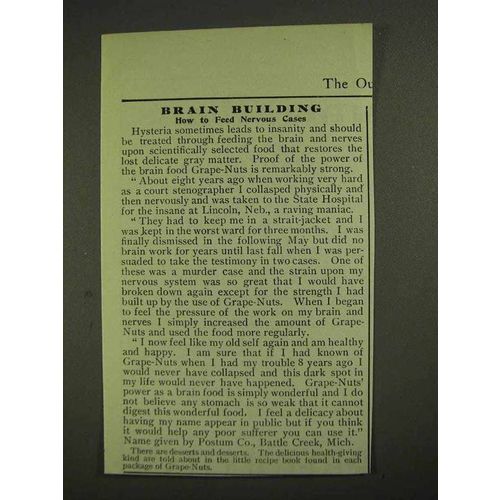 The Ou
BRAIN BUILDING
How to Feed Nervous Cases
Hysteria sometimes leads to insanity and should
be treated through feeding the brain and nerves
upon scientifically selected food that restores the
lost delicate gray matter. Proof of the power of
the brain food Grape-Nuts is remarkably strong.
"About eight years ago when working very hard
as a court stenographer I collasped physically and
then nervously and was taken to the State Hospital
for the insane at Lincoln, Neb., a raving maniac.
"They had to keep me in a strait-jacket and I
was kept in the worst ward for three months. I was
finally dismissed in the following May but did no
brain work for years until last fall when I was per-
suaded to take the testimony in two cases. One of
these was a murder case and the strain upon my
nervous system was so great that I would have
broken down again except for the strength I had
built up by the use of Grape-Nuts. When I began
to feel the pressure of the work on my brain and
nerves I simply increased the amount of Grape-
Nuts and used the food more regularly.
"I now feel like my old self again and am healthy
and happy. I am sure that if I had known of
Grape-Nuts when I had my trouble 8 years ago I
would never have collapsed and this dark spot in
my life would never have happened. Grape-Nuts'
power as a brain food is simply wonderful and I do
not believe any stomach is so weak that it cannot
digest this wonderful food. I feel a delicacy about
having my name appear in public but if you think
it would help any poor sufferer you can use it."
Name given by Postum Co., Battle Creek, Mich.
There are desserts and desserts. The delicious health-giving
kind are told about in the little recipe book found in each
package of Grape-Nuts.